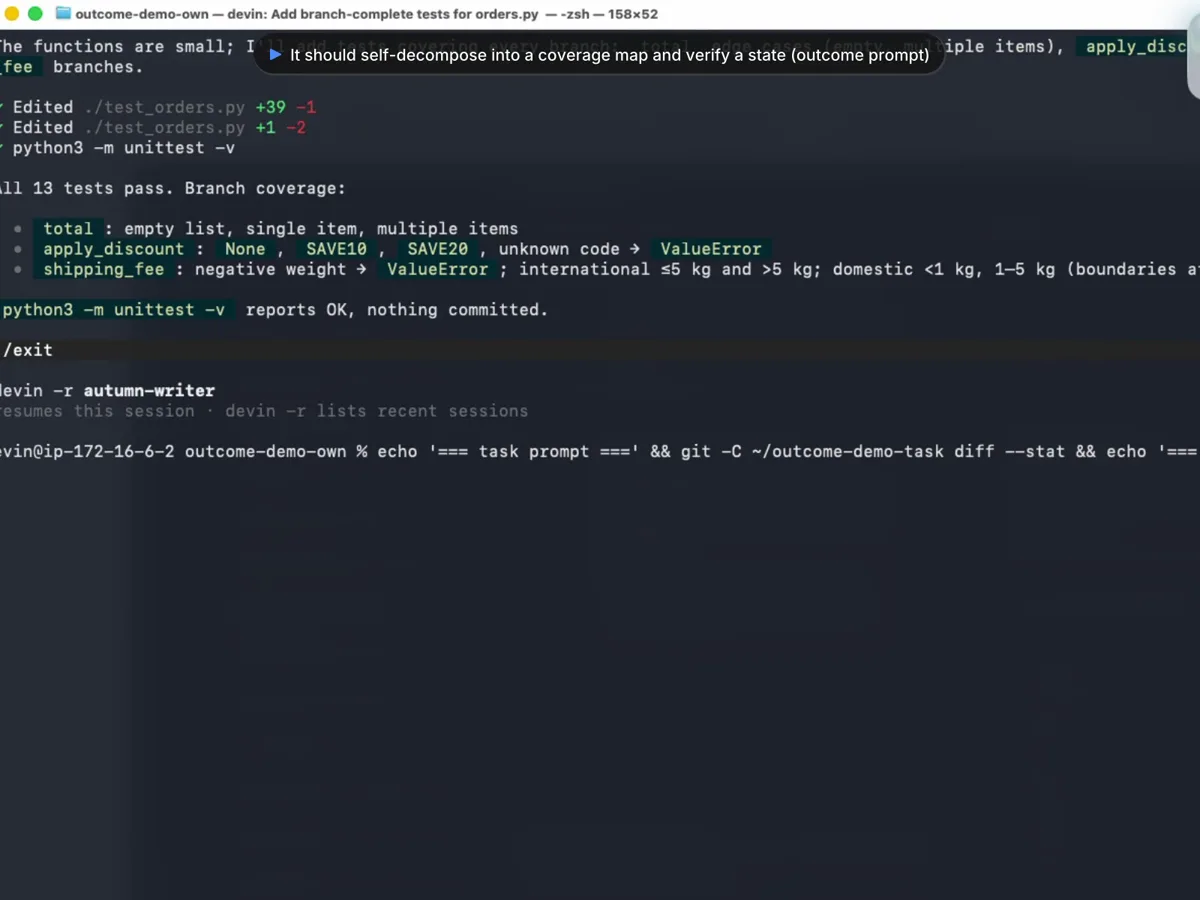 outcome-demo-own — devin: Add branch-complete tests for orders.py — -zsh — 158×52
▶ It should self-decompose into a coverage map and verify a state (outcome prompt)
The functions are small; I'll iple items), apply_disc
_fee branches.
✓ Edited ./test_orders.py +39 -1
✓ Edited ./test_orders.py +1 -2
✓ python3 -m unittest -v
All 13 tests pass. Branch coverage:
• total : empty list, single item, multiple items
• apply_discount : None , SAVE10 , SAVE20 , unknown code → ValueError
• shipping_fee : negative weight → ValueError ; international ≤5 kg and >5 kg; domestic <1 kg, 1–5 kg (boundaries at
python3 -m unittest -v reports OK, nothing committed.
/exit
devin -r autumn-writer
resumes this session · devin -r lists recent sessions
evin@ip-172-16-6-2 outcome-demo-own % echo '=== task prompt ===' && git -C ~/outcome-demo-task diff --stat && echo '===